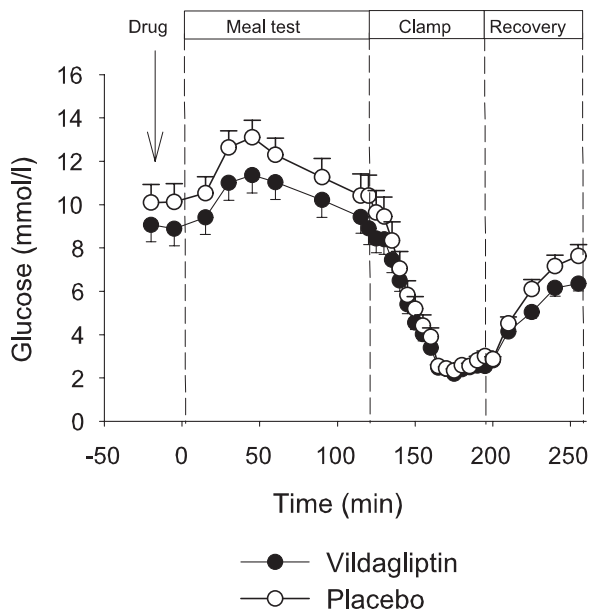 Drug
Meal test
Clamp
Recovery
16
14
12
10
8
6
4
2
0
Glucose (mmol/l)
-50 0 50 100 150 200 250
Time (min)
Vildagliptin
Placebo